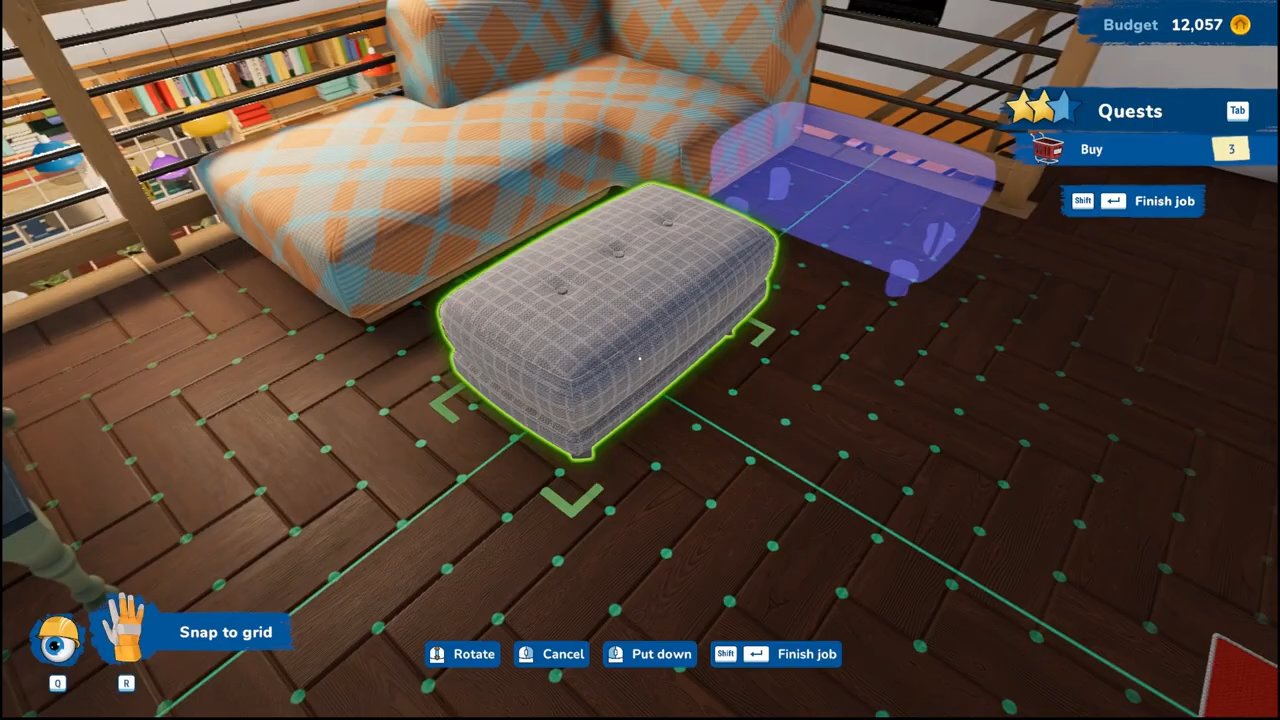 Budget 12,057
Quests Tab
Buy 3
Shift Finish job
Snap to grid
Rotate Cancel Put down Shift Finish job
Q R